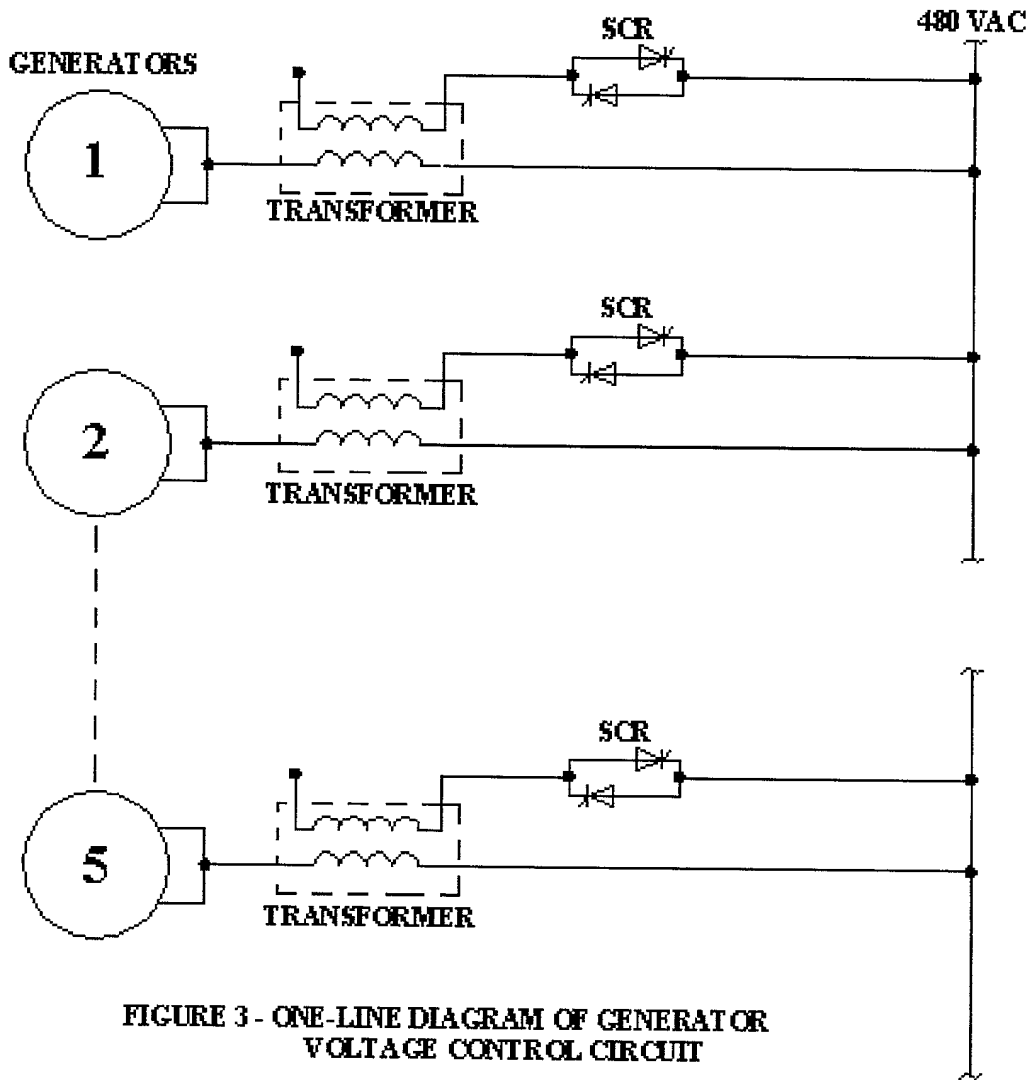 480 VAC
SCR
GENERATORS
1
TRANSFORMER
SCR
2
TRANSFORMER
SCR
5
TRANSFORMER
FIGURE 3 - ONE-LINE DIAGRAM OF GENERATOR
VOLTAGE CONTROL CIRCUIT